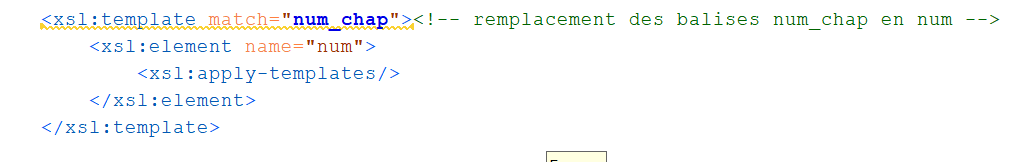 <xsl:template match="num_chap"><!-- remplacement des balises num_chap en num -->
<xsl:element name="num">
<xsl:apply-templates/>
</xsl:element>
</xsl:template>